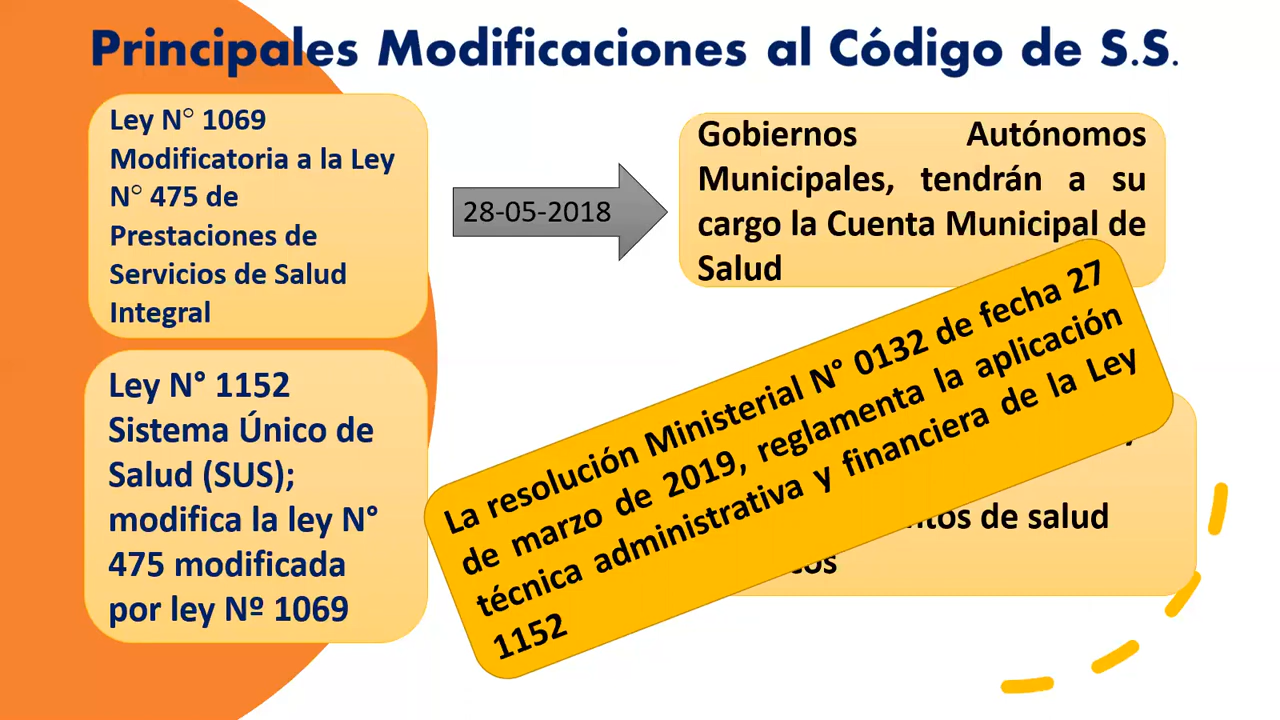 Principales Modificaciones al Código de S.S.
Ley N° 1069
Modificatoria a la Ley
N° 475 de
Prestaciones de
Servicios de Salud
Integral
28-05-2018
Gobiernos Autónomos
Municipales, tendrán a su
cargo la Cuenta Municipal de
Salud
Ley N° 1152
Sistema Único de
Salud (SUS);
modifica la ley N°
475 modificada
por ley Nº 1069
La resolución Ministerial N° 0132 de fecha 27
de marzo de 2019, reglamenta la aplicación
técnica administrativa y financiera de la Ley
1152
de salud